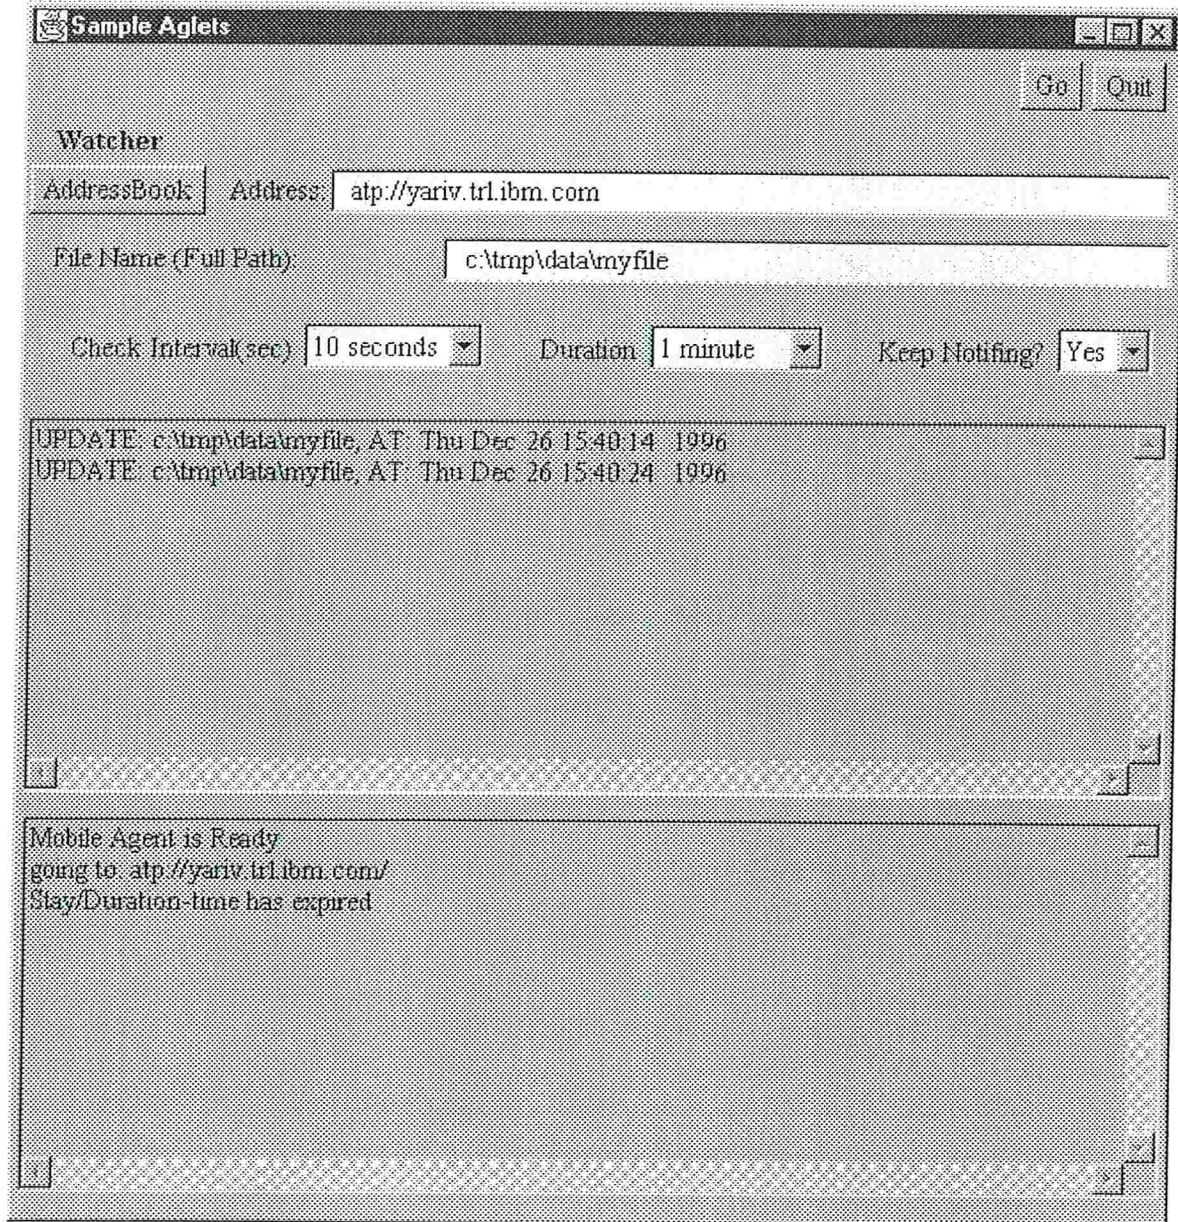 Sample Aglets
Go Quit
Watcher
AddressBook Address: atp://yariv.trl.ibm.com
File Name (Full Path): c:\tmp\data\myfile
Check Interval(sec) 10 seconds Duration 1 minute Keep Notifing? Yes
UPDATE: c:\tmp\data\myfile, AT: Thu Dec 26 15:40:14 1996
UPDATE: c:\tmp\data\myfile, AT: Thu Dec 26 15:40:24 1996
Mobile Agent is Ready
going to: atp://yariv.trl.ibm.com/
Stay/Duration-time has expired